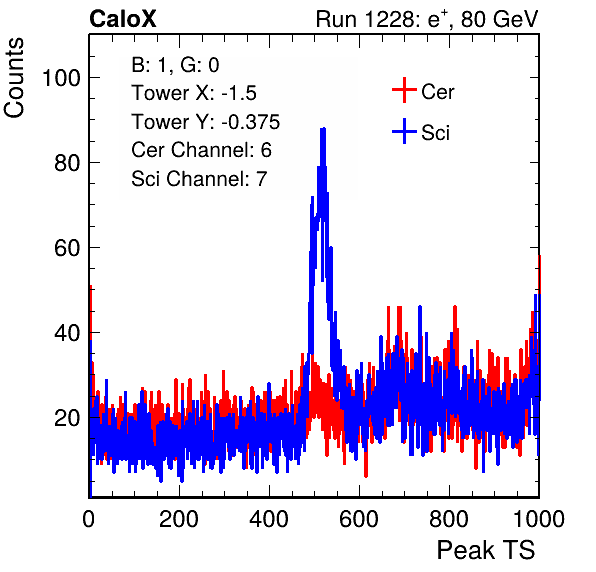 CaloX Run 1228: e+, 80 GeV
Counts
B: 1, G: 0
Tower X: -1.5
Tower Y: -0.375
Cer Channel: 6
Sci Channel: 7
Cer
Sci
100
80
60
40
20
0 200 400 600 800 1000
Peak TS